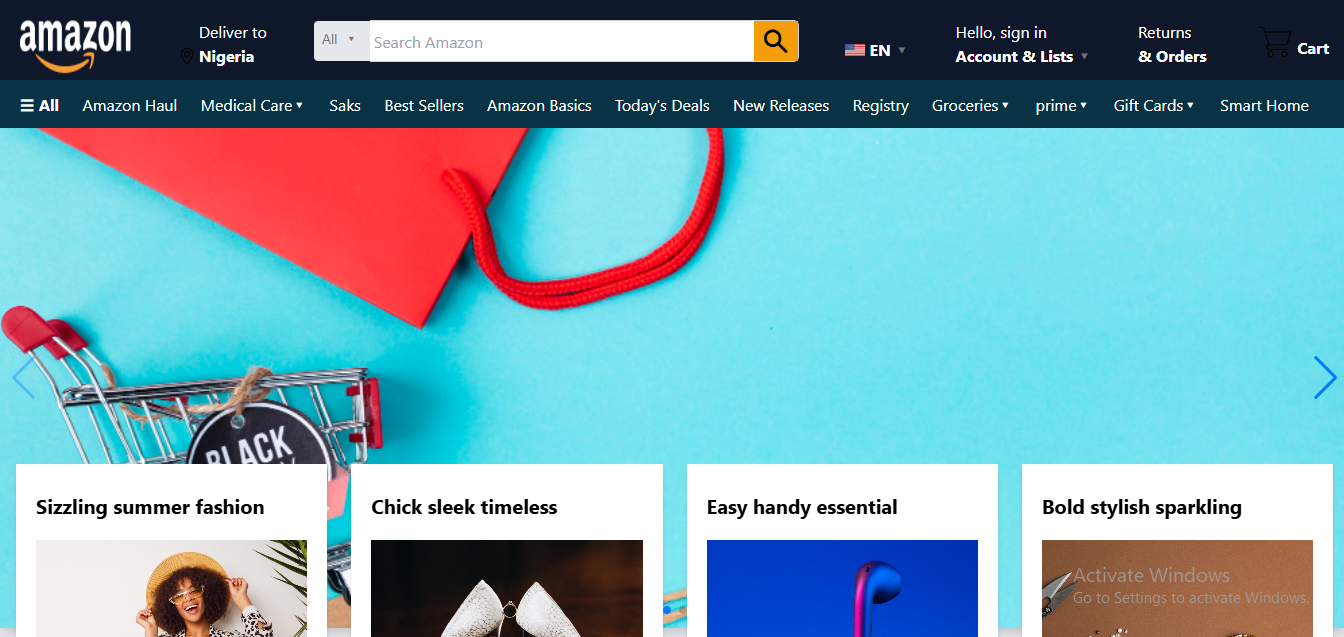 amazon
Deliver to
Nigeria
All
Search Amazon
EN
Hello, sign in
Account & Lists
Returns
& Orders
Cart
All
Amazon Haul
Medical Care
Saks
Best Sellers
Amazon Basics
Today's Deals
New Releases
Registry
Groceries
prime
Gift Cards
Smart Home
BLACK
Sizzling summer fashion
Chick sleek timeless
Easy handy essential
Bold stylish sparkling
Activate Windows
Go to Settings to activate Windows.